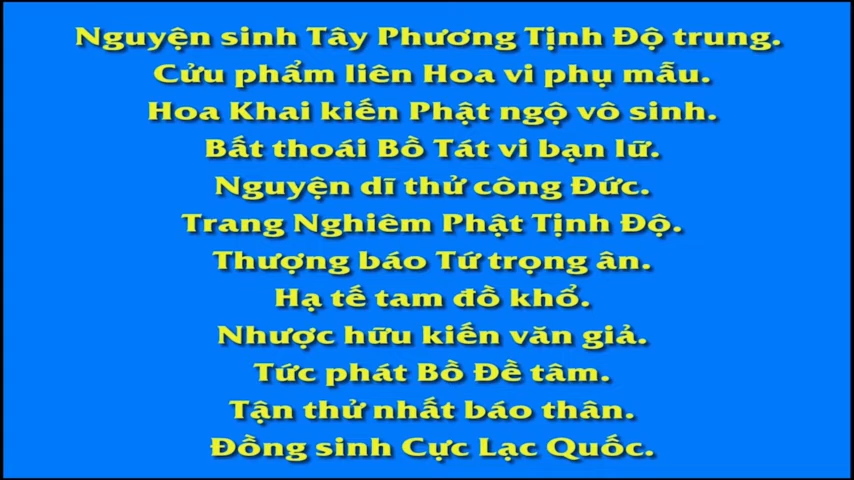 Nguyện sinh Tây Phương Tịnh Độ trung.
Cửu phẩm liên Hoa vi phụ mẫu.
Hoa Khai kiến Phật ngộ vô sinh.
Bất thoái Bồ Tát vi bạn lữ.
Nguyện dĩ thử công Đức.
Trang Nghiêm Phật Tịnh Độ.
Thượng báo Tứ trọng ân.
Hạ tế tam đồ khổ.
Nhược hữu kiến văn giả.
Tức phát Bồ Đề tâm.
Tận thử nhất báo thân.
Đồng sinh Cực Lạc Quốc.